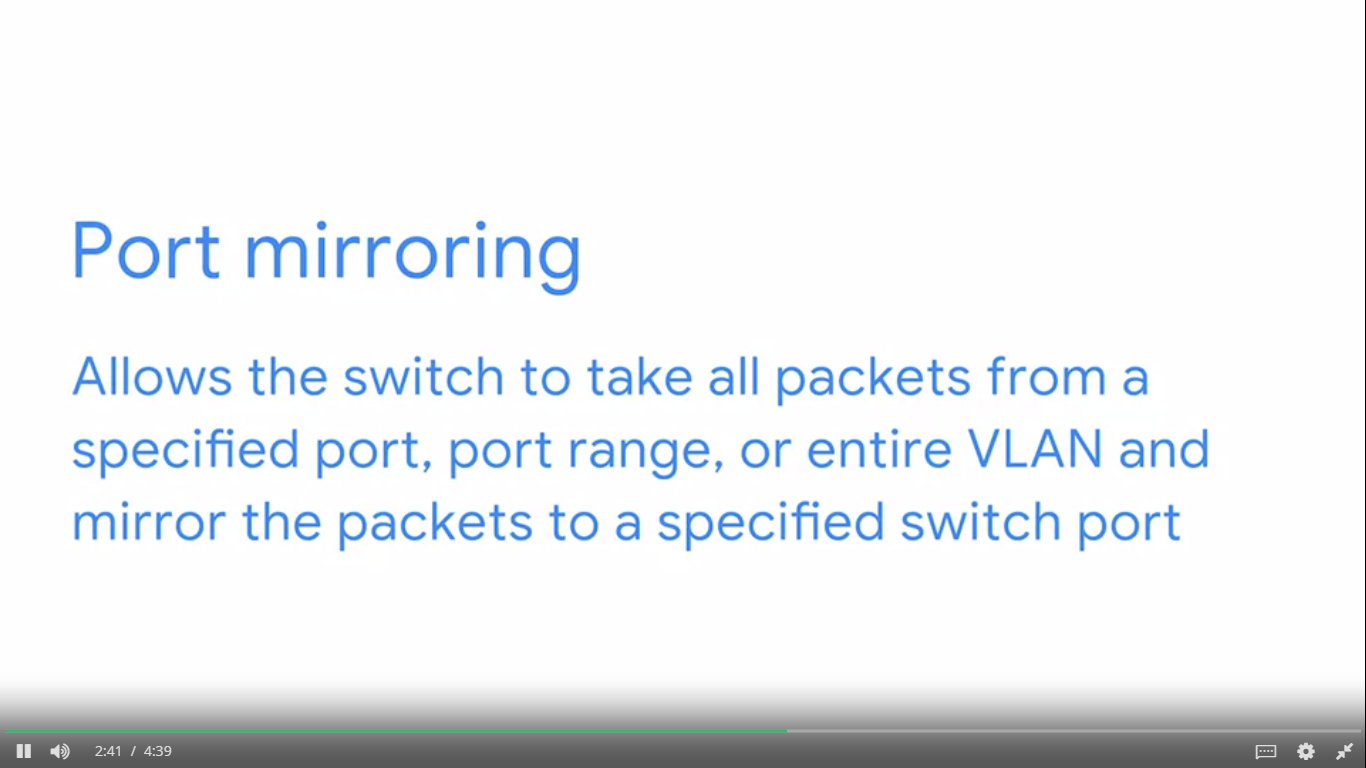 Port mirroring
Allows the switch to take all packets from a
specified port, port range, or entire VLAN and
mirror the packets to a specified switch port
2:41 / 4:39